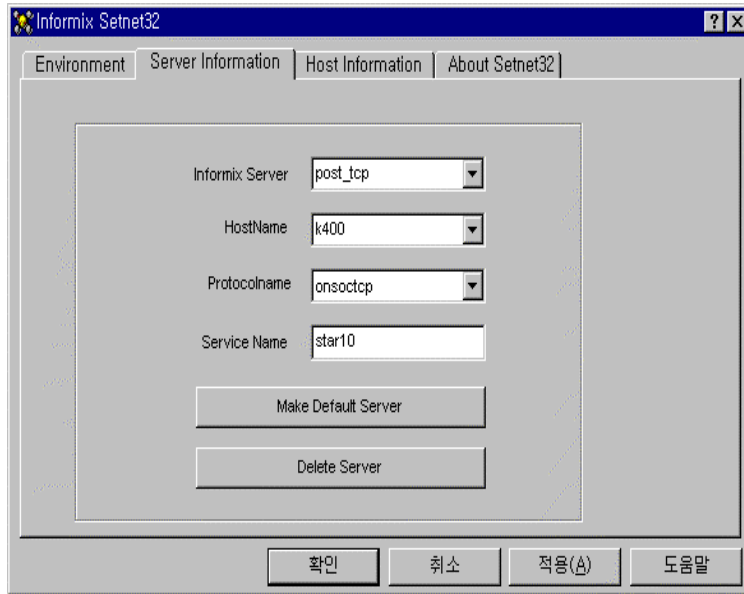 Informix Setnet32
Environment Server Information Host Information About Setnet32
Informix Server post_tcp
HostName k400
Protocolname onsoctcp
Service Name star10
Make Default Server
Delete Server
확인 취소 적용(A) 도움말